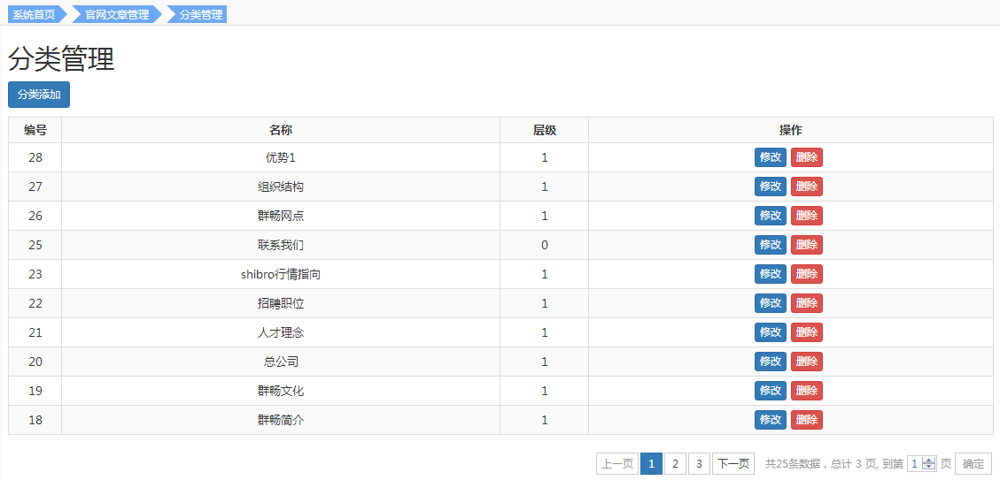 系统首页 官网文章管理 分类管理
分类管理
分类添加
编号 名称 层级 操作
28 优势1 1 修改 删除
27 组织结构 1 修改 删除
26 群畅网点 1 修改 删除
25 联系我们 0 修改 删除
23 shibro行情指向 1 修改 删除
22 招聘职位 1 修改 删除
21 人才理念 1 修改 删除
20 总公司 1 修改 删除
19 群畅文化 1 修改 删除
18 群畅简介 1 修改 删除
上一页 1 2 3 下一页 共25条数据，总计 3 页, 到第 1 页 确定